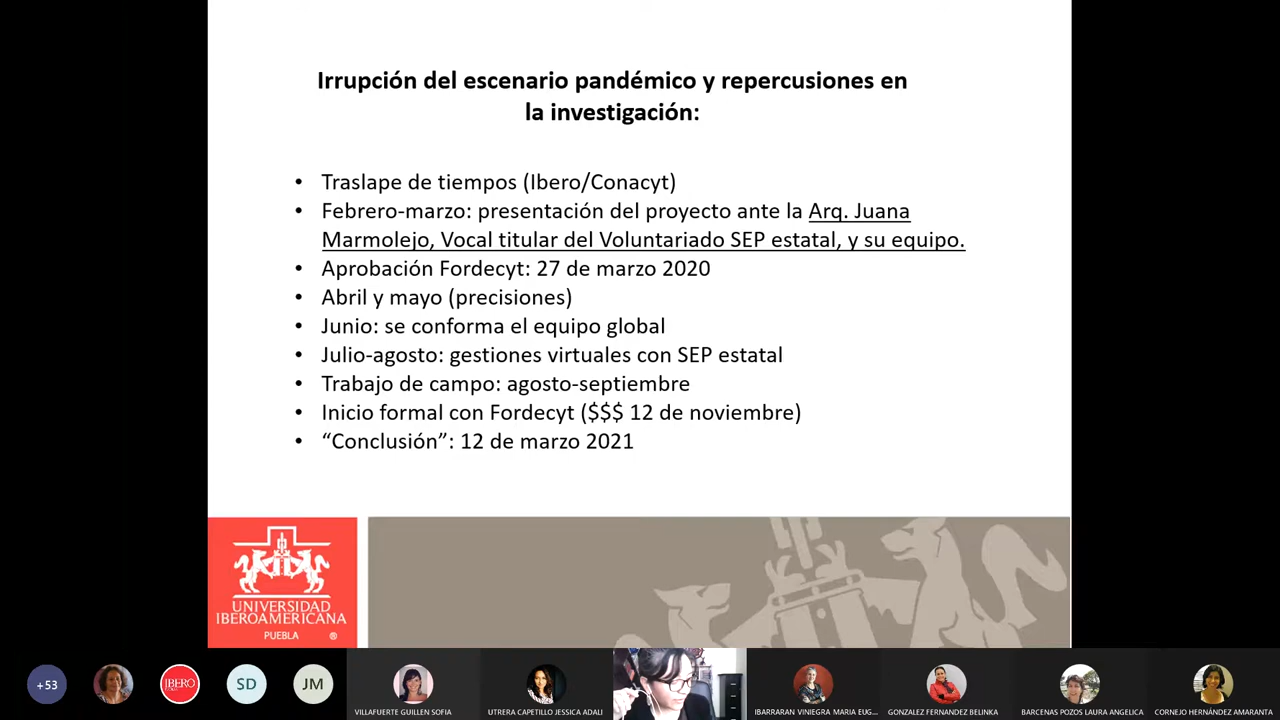 Irrupción del escenario pandémico y repercusiones en
la investigación:
• Traslape de tiempos (Ibero/Conacyt)
• Febrero-marzo: presentación del proyecto ante la Arq. Juana
Marmolejo, Vocal titular del Voluntariado SEP estatal, y su equipo.
• Aprobación Fordecyt: 27 de marzo 2020
• Abril y mayo (precisiones)
• Junio: se conforma el equipo global
• Julio-agosto: gestiones virtuales con SEP estatal
• Trabajo de campo: agosto-septiembre
• Inicio formal con Fordecyt ($$$ 12 de noviembre)
• “Conclusión”: 12 de marzo 2021
UNIVERSIDAD
IBEROAMERICANA
PUEBLA ®
+53
IBERO
SD
JM
VILLAFUERTE GUILLEN SOFIA
UTRERA CAPETILLO JESSICA ADALI
IBARRARAN VINIEGRA MARIA EUG...
GONZALEZ FERNANDEZ BELINKA
BARCENAS POZOS LAURA ANGELICA
CORNEJO HERNÁNDEZ AMARANTA